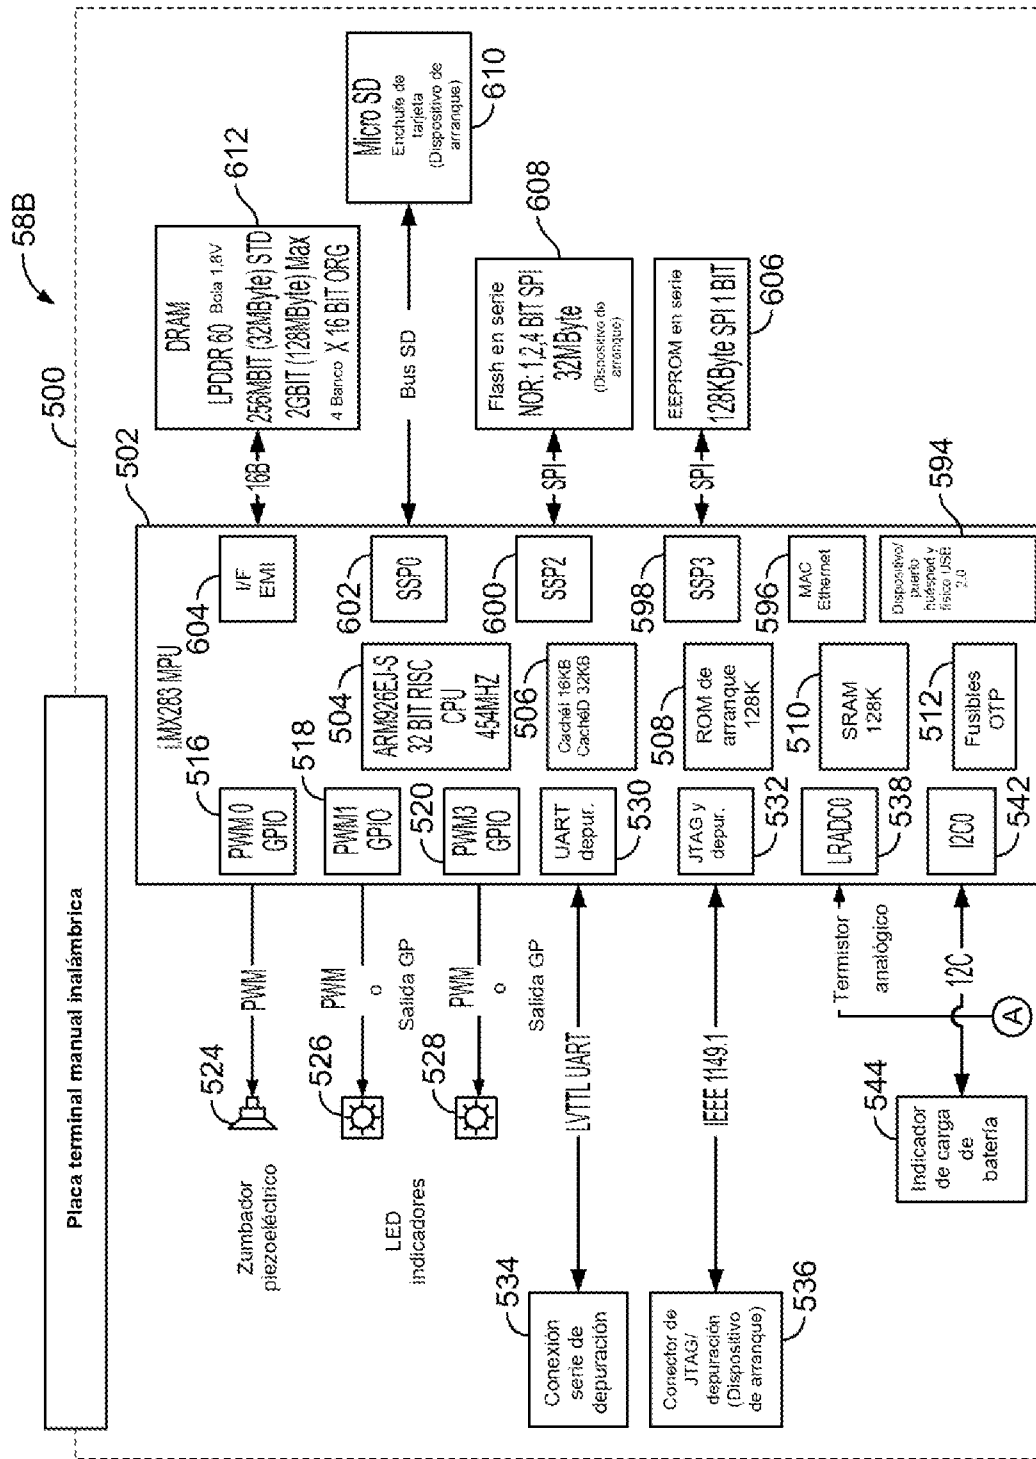 Placa terminal manual inalámbrica
500
58B
502
I.MX283 MPU
524
Zumbador
piezoeléctrico
PWM
516
PWM 0
GPIO
604
I/F
EMI
16B
DRAM
LPDDR 60 Bola 1,8V
256MBIT (32MByte) STD
2GBIT (128MByte) Max
4 Banco X 16 BIT ORG
612
526
LED
indicadores
PWM
o
Salida GP
518
PWM1
GPIO
504
ARM926EJ-S
32 BIT RISC
CPU
454MHZ
602
SSP0
Bus SD
Micro SD
Enchufe de
tarjeta
(Dispositivo de
arranque)
610
528
PWM
o
Salida GP
520
PWM3
GPIO
534
Conexión
serie de
depuración
LVTTL UART
UART
depur.
530
506
CachéI 16KB
CachéD 32KB
600
SSP2
SPI
Flash en serie
NOR: 1,2,4 BIT SPI
32MByte
(Dispositivo de
arranque)
608
Conector de
JTAG/
depuración
(Dispositivo
de arranque)
536
IEEE 1149.1
JTAG y
depur.
532
508
ROM de
arranque
128K
598
SSP3
SPI
EEPROM en serie
128KByte SPI 1 BIT
606
Termistor
analógico
LRADC0
538
510
SRAM
128K
596
MAC
Ethernet
544
Indicador
de carga
de
batería
12C
A
I2C0
542
512
Fusibles
OTP
594
Dispositivo/
puerto
huésped y
físico USB
2.0